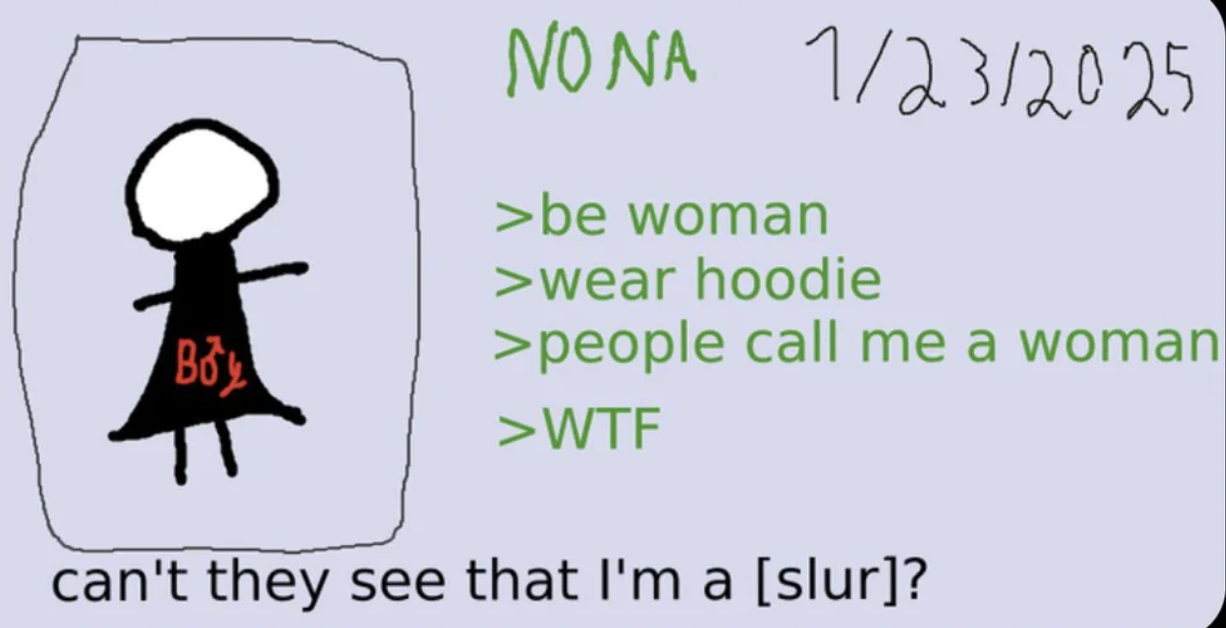 NONA 1/23/2025
>be woman
>wear hoodie
>people call me a woman
>WTF
Boy
can't they see that I'm a [slur]?